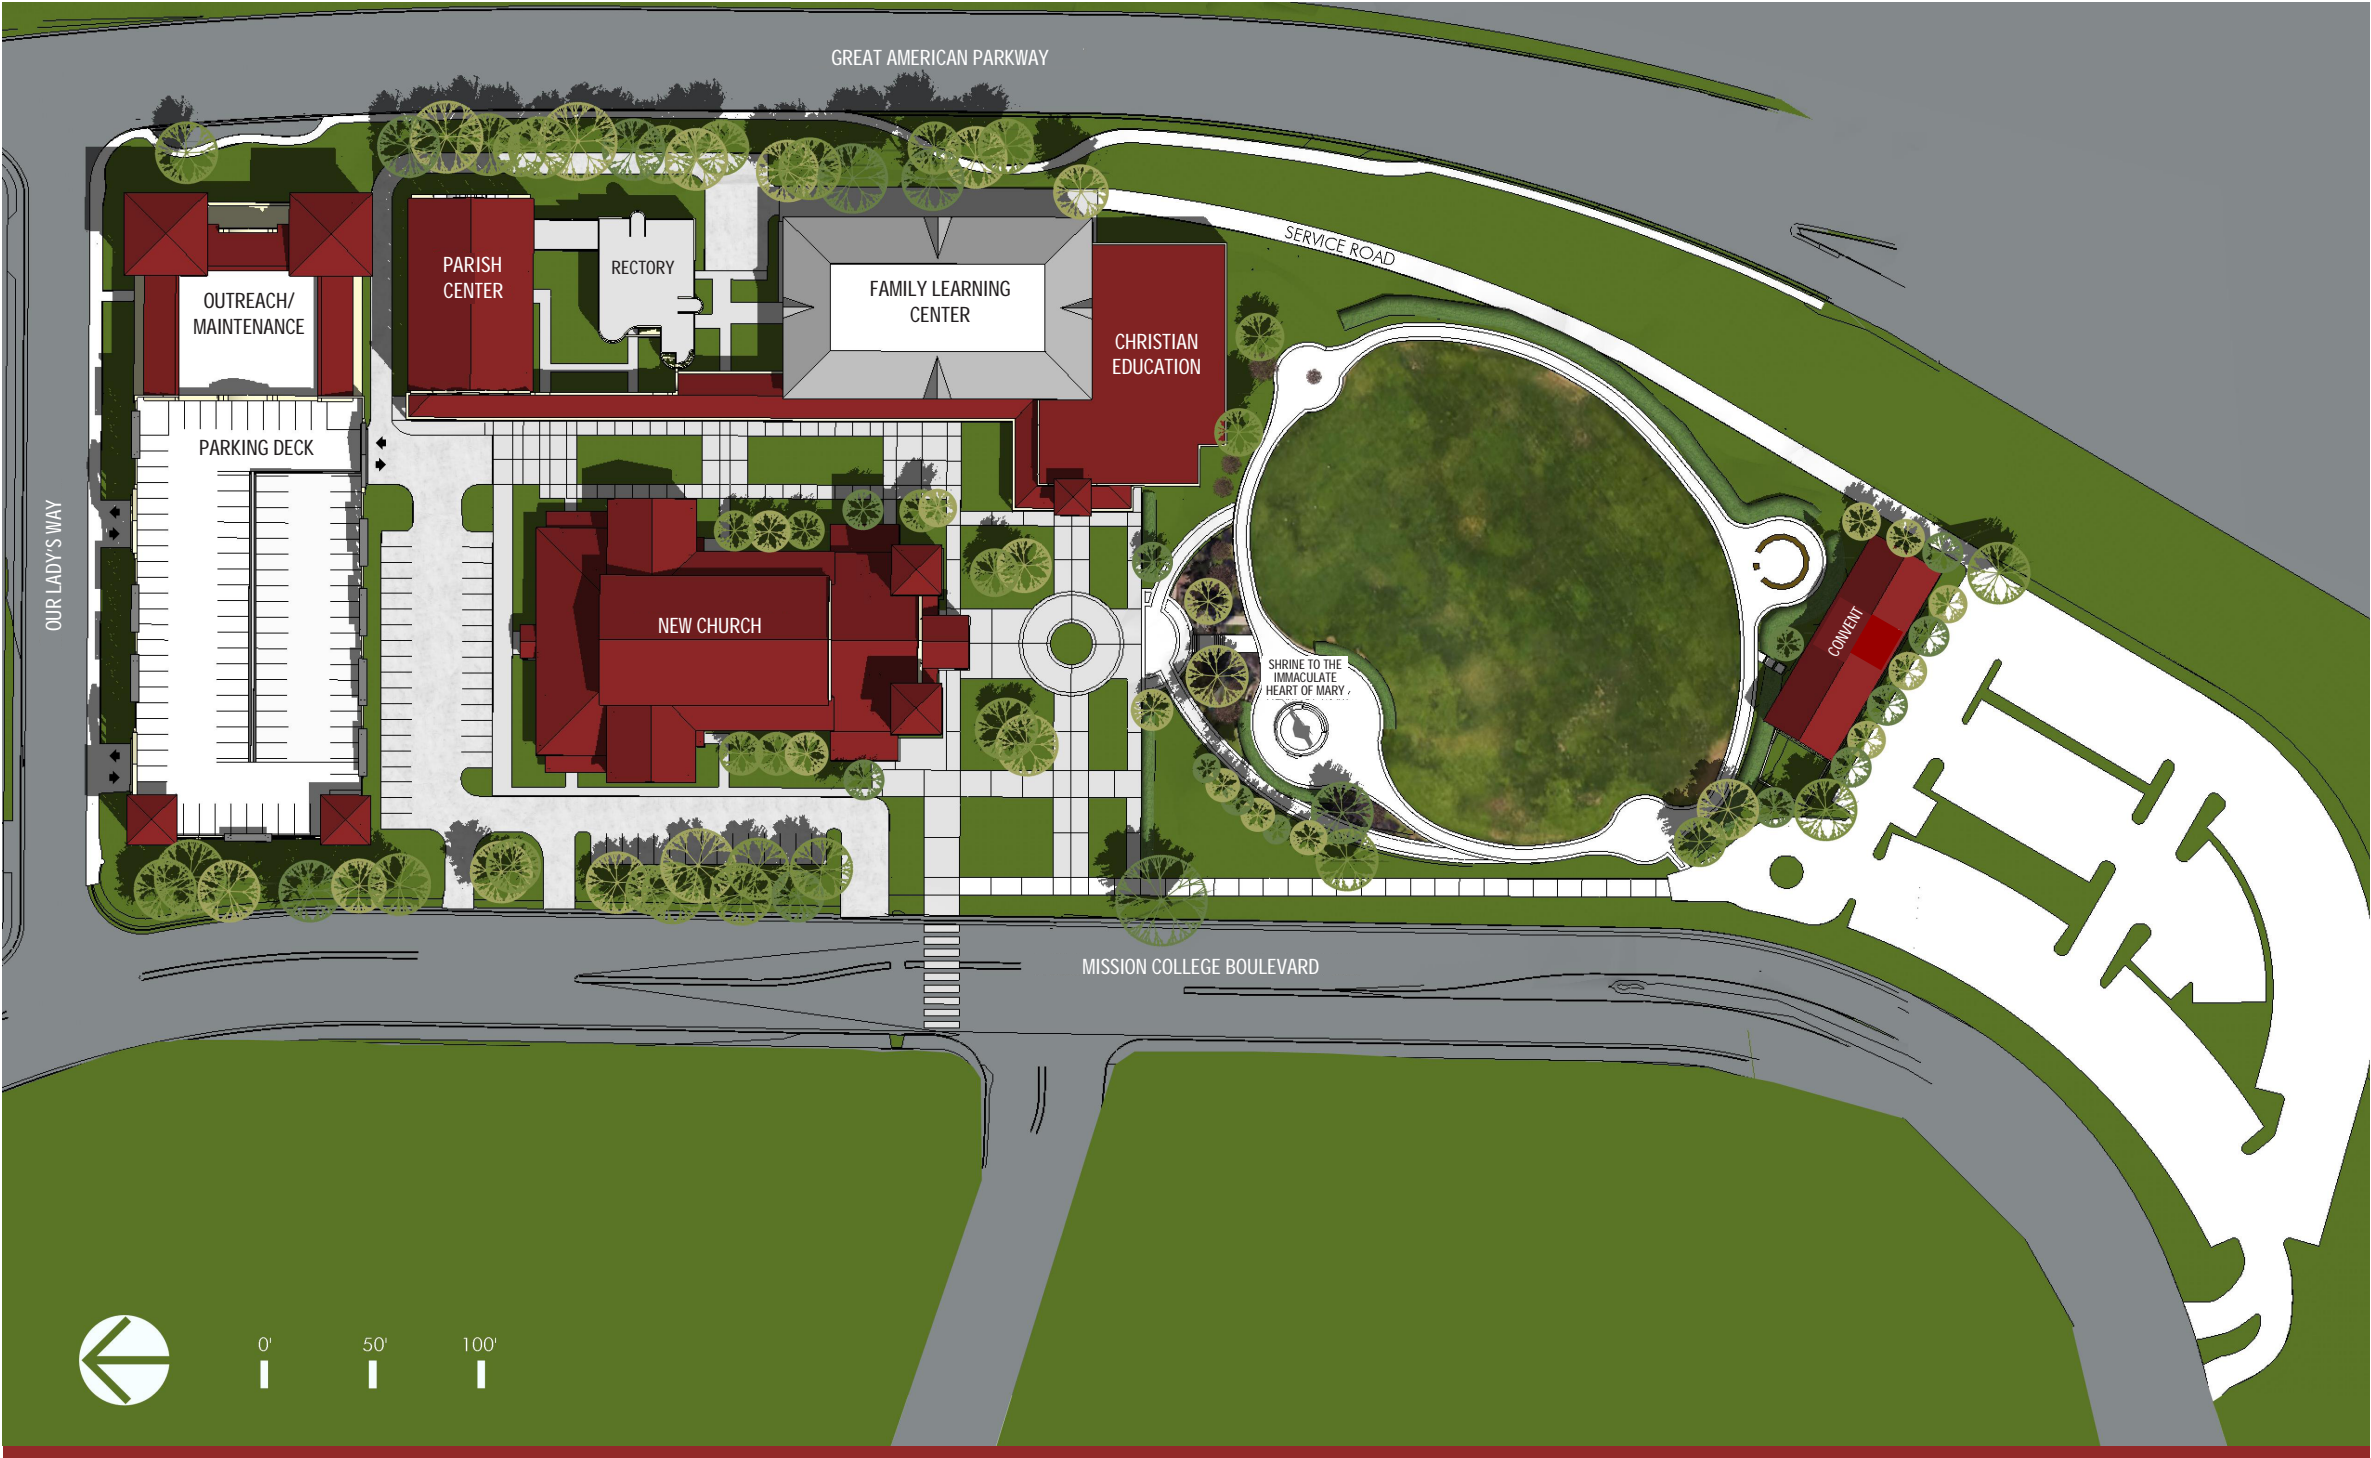 GREAT AMERICAN PARKWAY
SERVICE ROAD
PARISH
CENTER
RECTORY
OUTREACH/
MAINTENANCE
FAMILY LEARNING
CENTER
CHRISTIAN
EDUCATION
PARKING DECK
OUR LADY'S WAY
NEW CHURCH
CONVENT
SHRINE TO THE
IMMACULATE
HEART OF MARY
MISSION COLLEGE BOULEVARD
0' 50' 100'